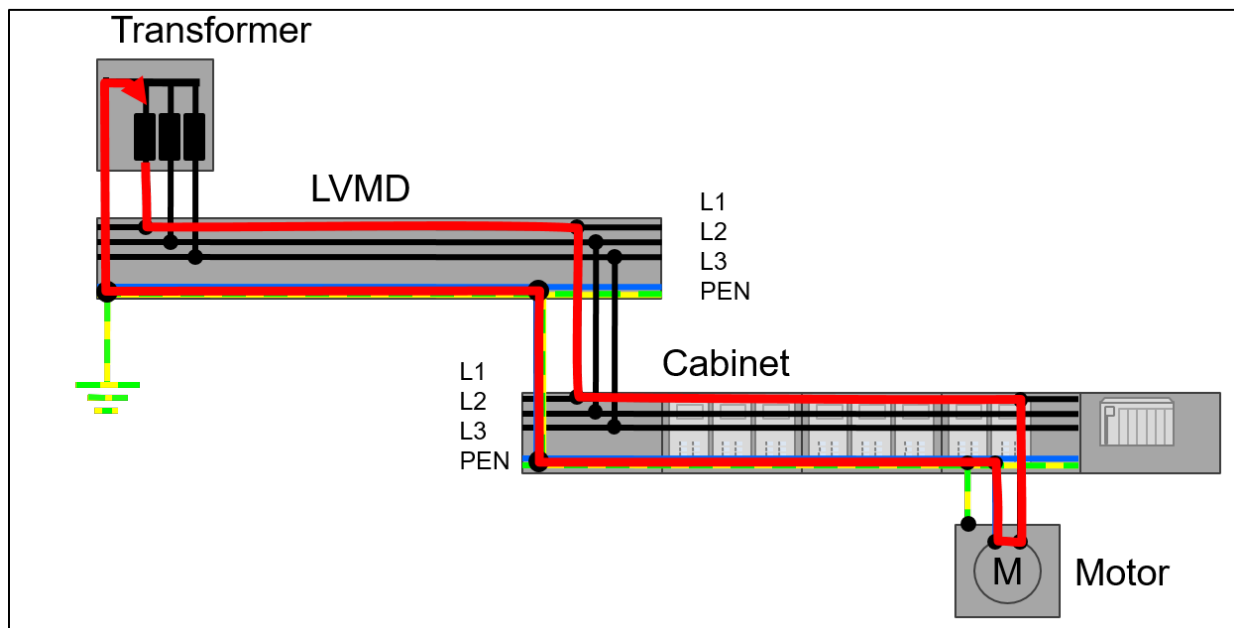 Transformer
LVMD
L1
L2
L3
PEN
Cabinet
L1
L2
L3
PEN
M
Motor